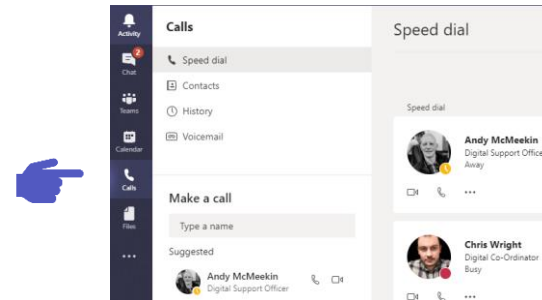 Activity
2
Chat
Teams
Calendar
Calls
Files
Calls
Speed dial
Contacts
History
Voicemail
Make a call
Type a name
Suggested
Andy McMeekin
Digital Support Officer
Speed dial
Speed dial
Andy McMeekin
Digital Support Office
Away
Chris Wright
Digital Co-Ordinator
Busy